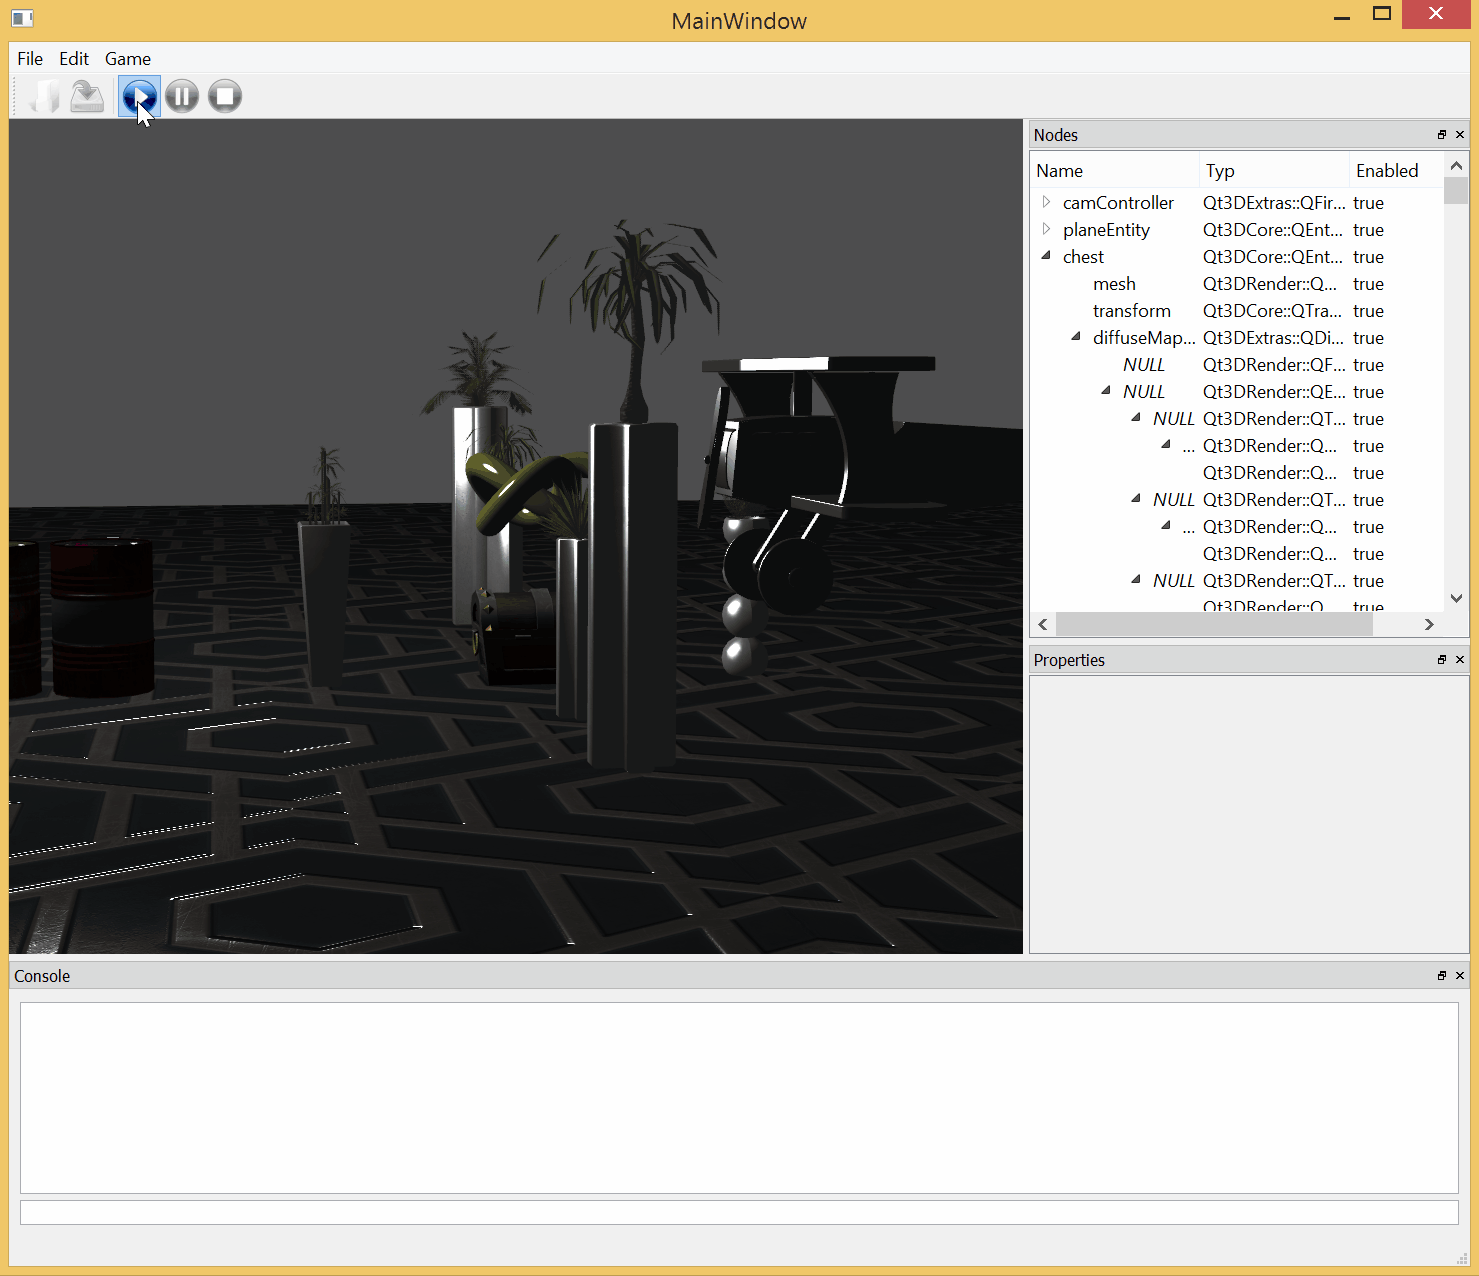 MainWindow
File Edit Game
Nodes
Name Typ Enabled
camController Qt3DExtras::QFir... true
planeEntity Qt3DCore::QEnt... true
chest Qt3DCore::QEnt... true
mesh Qt3DRender::Q... true
transform Qt3DCore::QTra... true
diffuseMap... Qt3DExtras::QDi... true
NULL Qt3DRender::QF... true
NULL Qt3DRender::QE... true
NULL Qt3DRender::QT... true
... Qt3DRender::Q... true
Qt3DRender::Q... true
NULL Qt3DRender::QT... true
... Qt3DRender::Q... true
Qt3DRender::Q... true
NULL Qt3DRender::QT... true
Qt3DRender::Q... true
Properties
Console